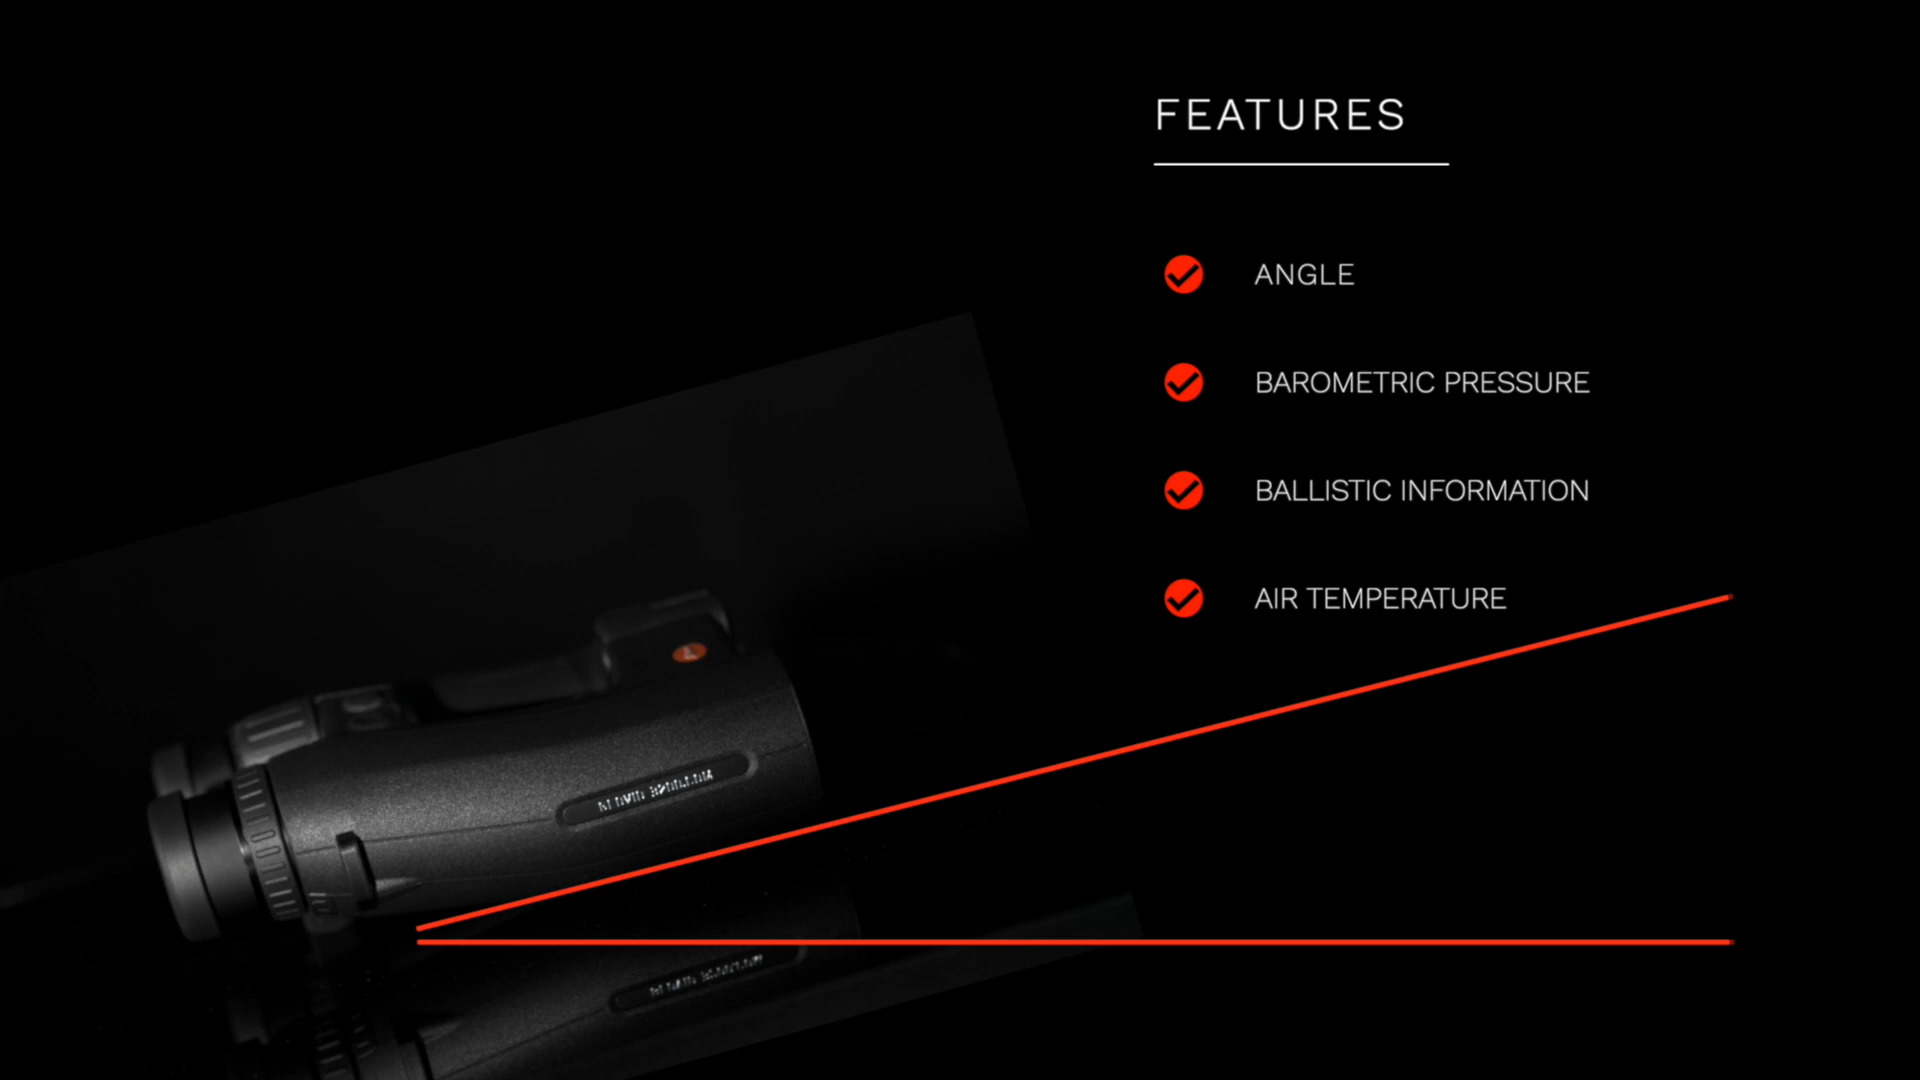 FEATURES
ANGLE
BAROMETRIC PRESSURE
BALLISTIC INFORMATION
AIR TEMPERATURE